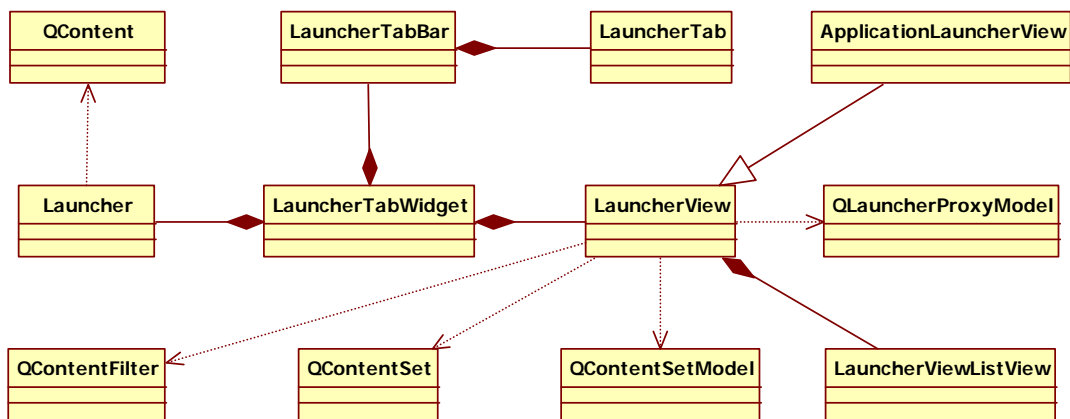 QContent
LauncherTabBar
LauncherTab
ApplicationLauncherView
Launcher
LauncherTabWidget
LauncherView
QLauncherProxyModel
QContentFilter
QContentSet
QContentSetModel
LauncherViewListView